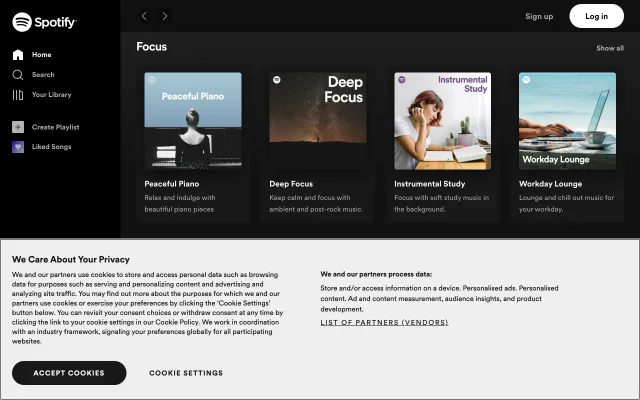 Spotify
Home
Search
Your Library
Create Playlist
Liked Songs
Sign up
Log in
Focus
Show all
Peaceful Piano
Deep
Focus
Instrumental
Study
Workday Lounge
Peaceful Piano
Relax and indulge with
beautiful piano pieces
Deep Focus
Keep calm and focus with
ambient and post-rock music.
Instrumental Study
Focus with soft study music in
the background.
Workday Lounge
Lounge and chill out music for
your workday.
We Care About Your Privacy
We and our partners use cookies to store and access personal data such as browsing
data for purposes such as serving and personalizing content and advertising and
analyzing site traffic. You may find out more about the purposes for which we and our
partners use cookies or exercise your preferences by clicking the 'Cookie Settings'
button below. You can revisit your consent choices or withdraw consent at any time by
clicking the link to your cookie settings in our Cookie Policy. We work in coordination
with an industry framework, signaling your preferences globally for all participating
websites.
We and our partners process data:
Store and/or access information on a device. Personalised ads. Personalised
content. Ad and content measurement, audience insights, and product
development.
LIST OF PARTNERS (VENDORS)
ACCEPT COOKIES
COOKIE SETTINGS